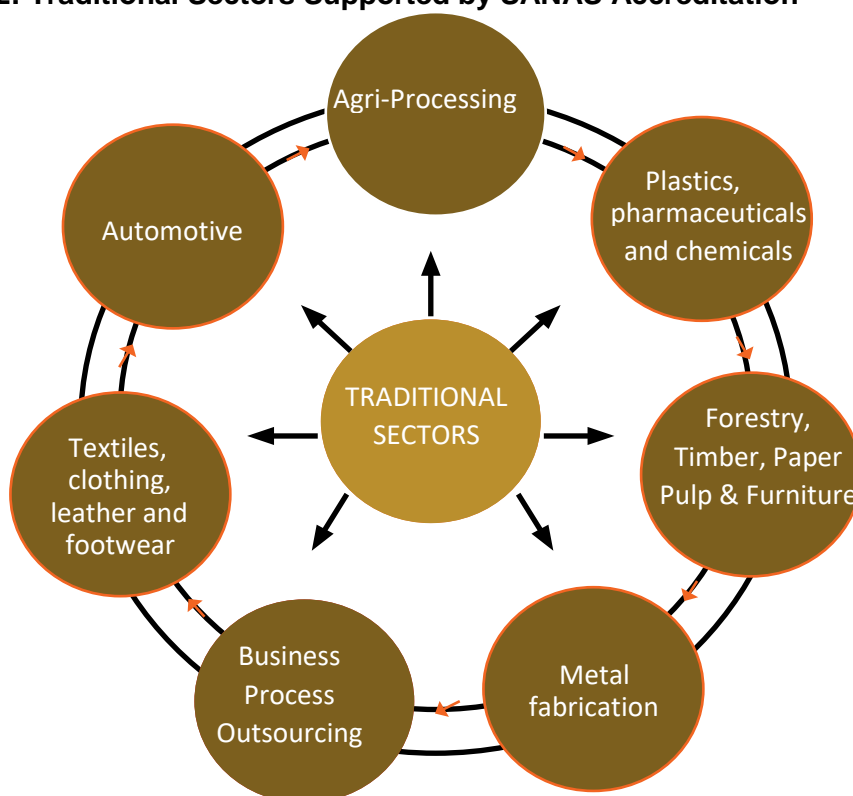 2. Traditional Sectors Supported by SANAS Accreditation
Agri-Processing
Plastics,
pharmaceuticals
and chemicals
Forestry,
Timber, Paper
Pulp & Furniture
Metal
fabrication
Business
Process
Outsourcing
Textiles,
clothing,
leather and
footwear
Automotive
TRADITIONAL
SECTORS